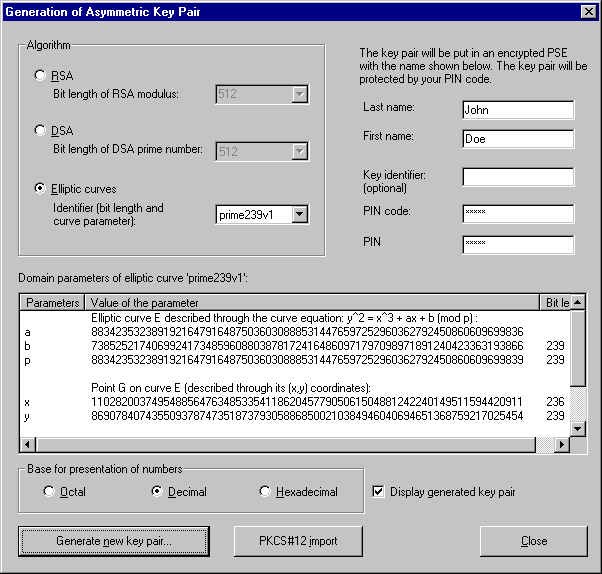 Generation of Asymmetric Key Pair
Algorithm
RSA
Bit length of RSA modulus: 512
DSA
Bit length of DSA prime number: 512
Elliptic curves
Identifier (bit length and
curve parameter): prime239v1
The key pair will be put in an encrypted PSE
with the name shown below. The key pair will be
protected by your PIN code.
Last name: John
First name: Doe
Key identifier:
(optional)
PIN code: *****
PIN *****
Domain parameters of elliptic curve 'prime239v1':
Parameters Value of the parameter Bit le
Elliptic curve E described through the curve equation: y^2 = x^3 + ax + b (mod p) :
a 883423532389192164791648750360308885314476597252960362792450860609699836
b 738525217406992417348596088038781724164860971797098971891240423363193866 239
p 883423532389192164791648750360308885314476597252960362792450860609699839 239
Point G on curve E (described through its (x,y) coordinates):
x 110282003749548856476348533541186204577905061504881242240149511594420911 236
y 869078407435509378747351873793058868500210384946040694651368759217025454 239
Base for presentation of numbers
Octal Decimal Hexadecimal Display generated key pair
Generate new key pair... PKCS#12 import Close